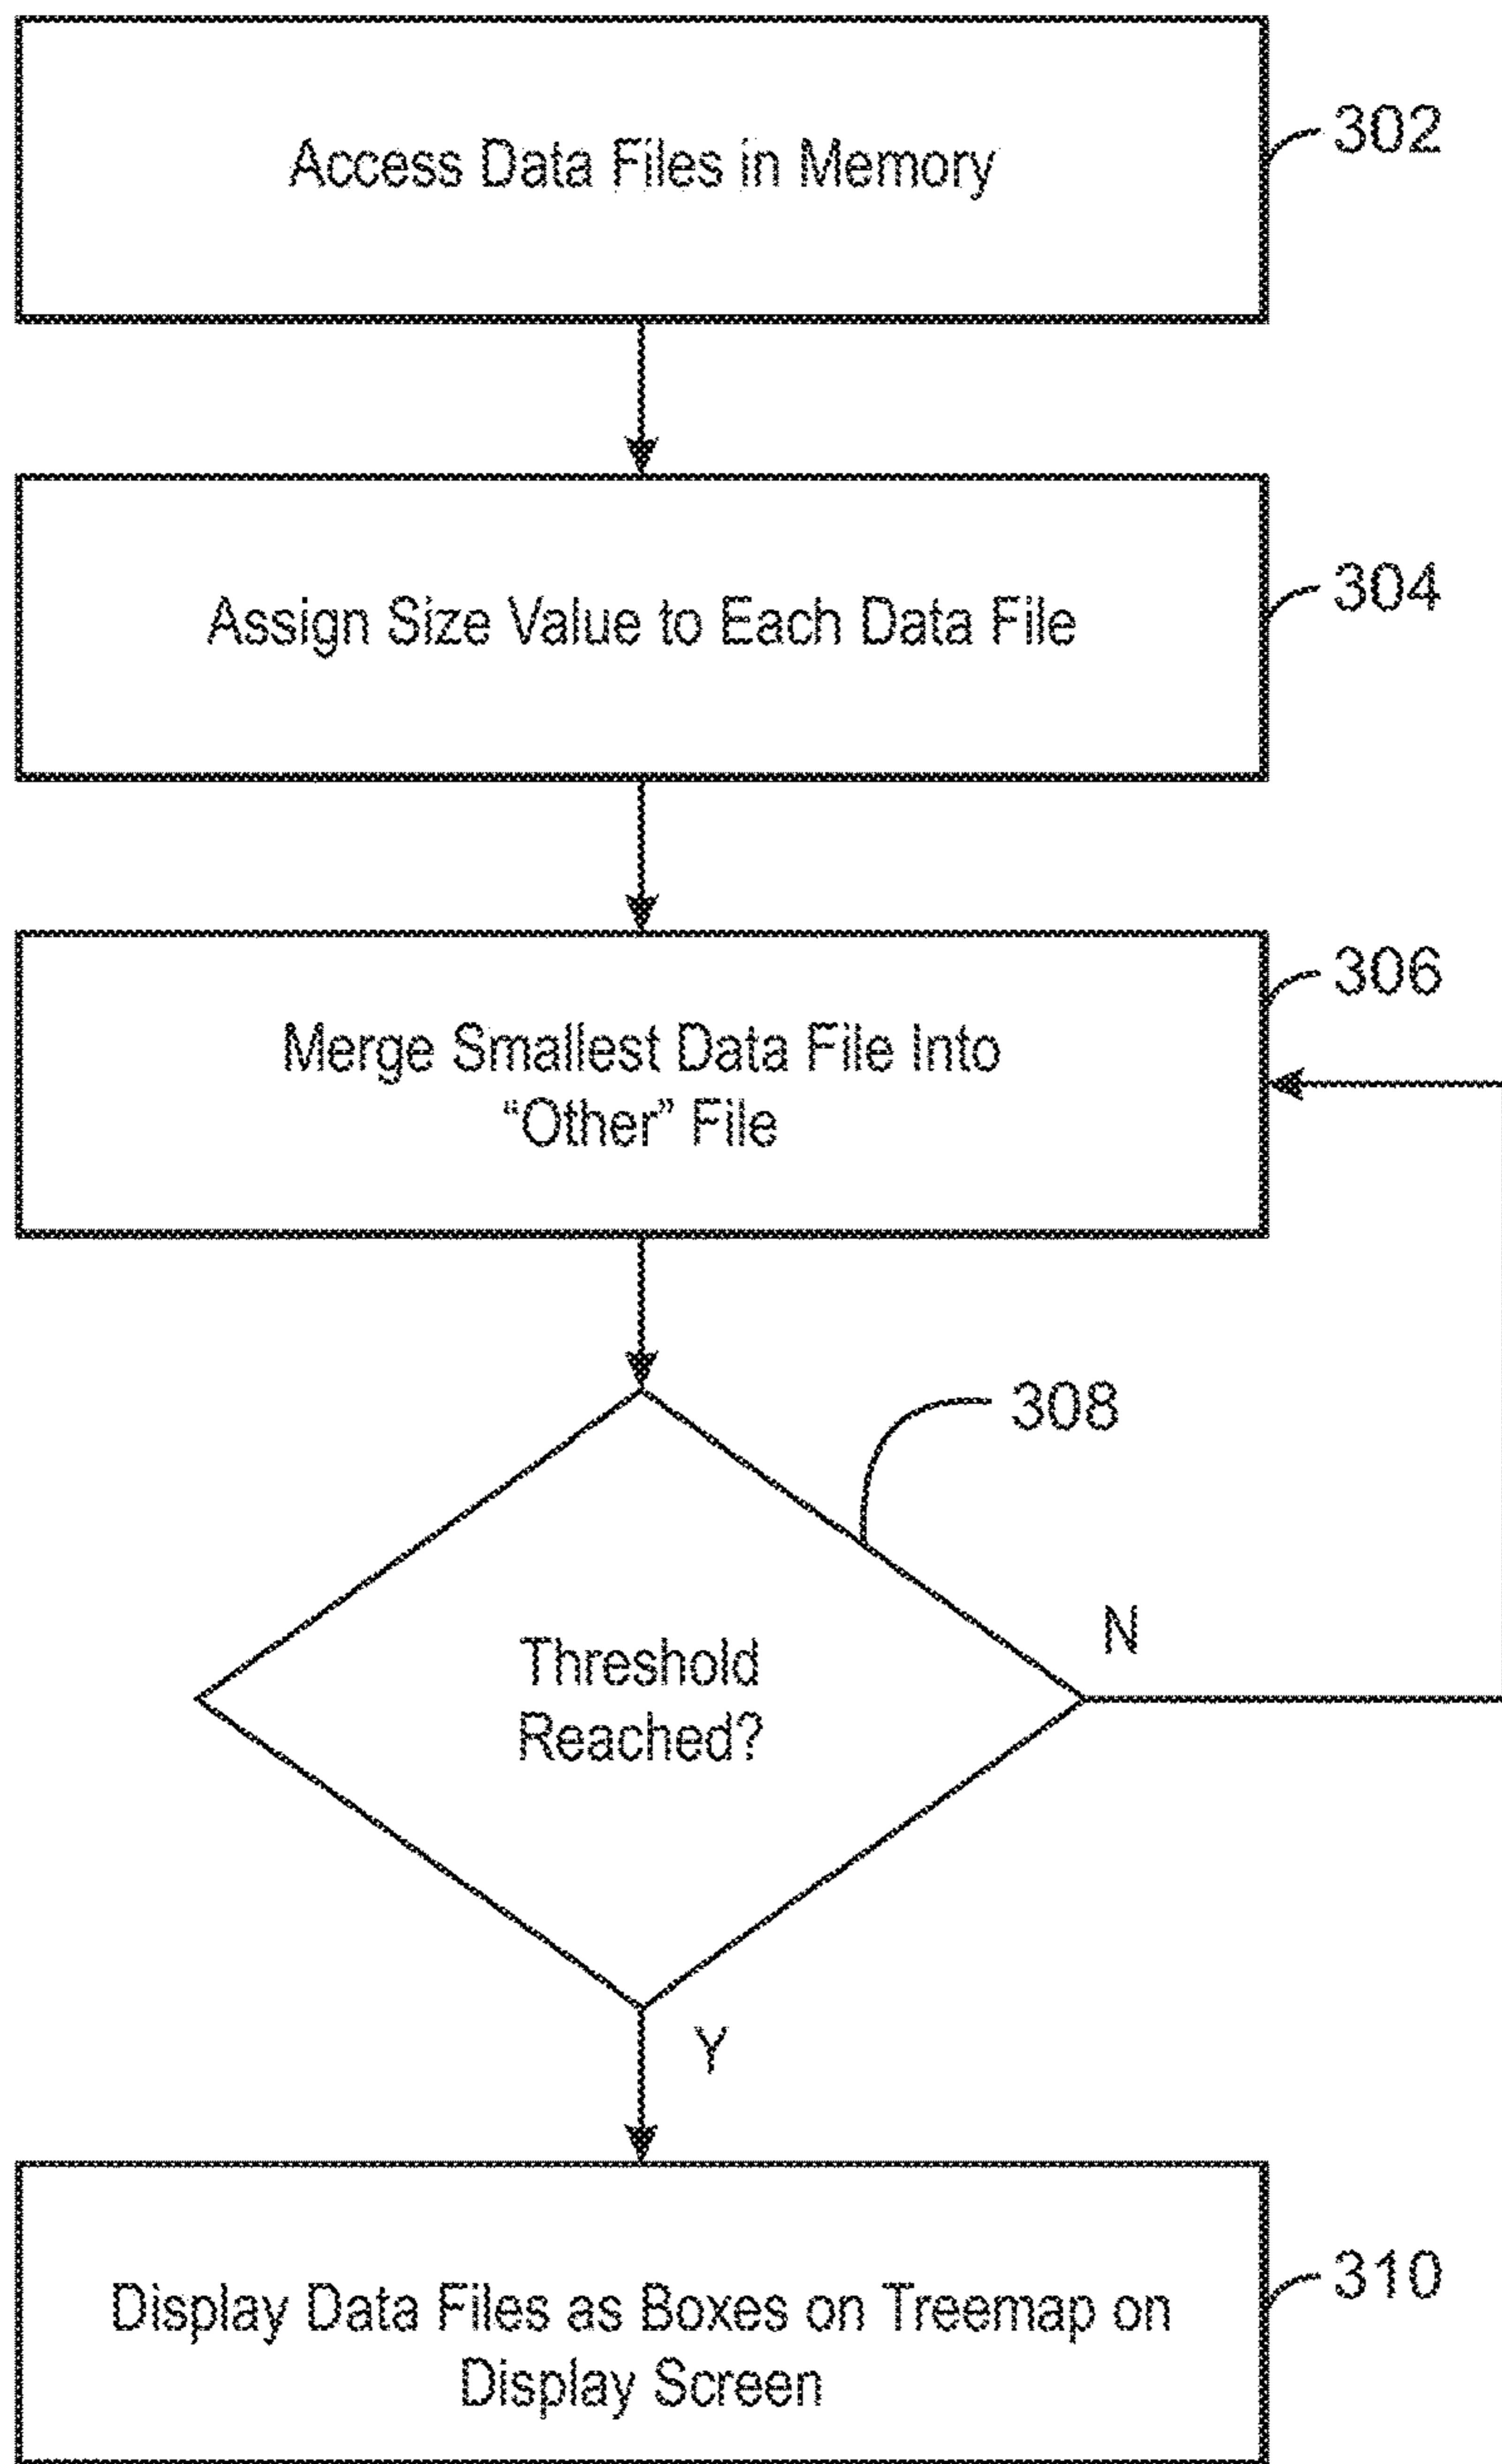 Access Data Files in Memory
302
Assign Size Value to Each Data File
304
306
Merge Smallest Data File Into
“Other” File
308
N
Threshold
Reached?
Y
310
Display Data Files as Boxes on Treemap on
Display Screen